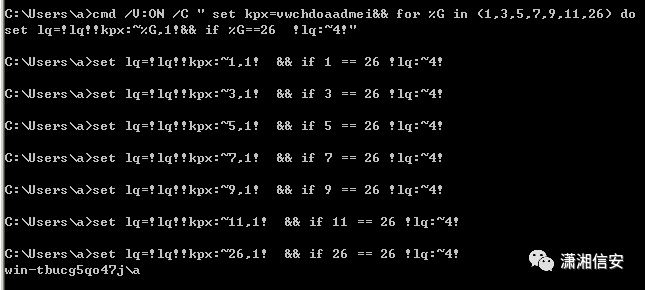 C:\Users\a>cmd /V:ON /C " set kpx=vwchdoaadmei&& for %G in (1,3,5,7,9,11,26) do
set lq=!lq!!kpx:~%G,1!&& if %G==26  !lq:~4!"
C:\Users\a>set lq=!lq!!kpx:~1,1!  && if 1 == 26 !lq:~4!
C:\Users\a>set lq=!lq!!kpx:~3,1!  && if 3 == 26 !lq:~4!
C:\Users\a>set lq=!lq!!kpx:~5,1!  && if 5 == 26 !lq:~4!
C:\Users\a>set lq=!lq!!kpx:~7,1!  && if 7 == 26 !lq:~4!
C:\Users\a>set lq=!lq!!kpx:~9,1!  && if 9 == 26 !lq:~4!
C:\Users\a>set lq=!lq!!kpx:~11,1!  && if 11 == 26 !lq:~4!
C:\Users\a>set lq=!lq!!kpx:~26,1!  && if 26 == 26 !lq:~4!
win-tbucg5qo47j\a
潇湘信安